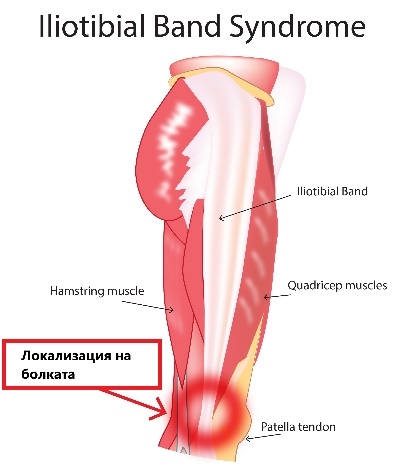 Iliotibial Band Syndrome
Iliotibial Band
Hamstring muscle
Quadricep muscles
Локализация на
болката
Patella tendon